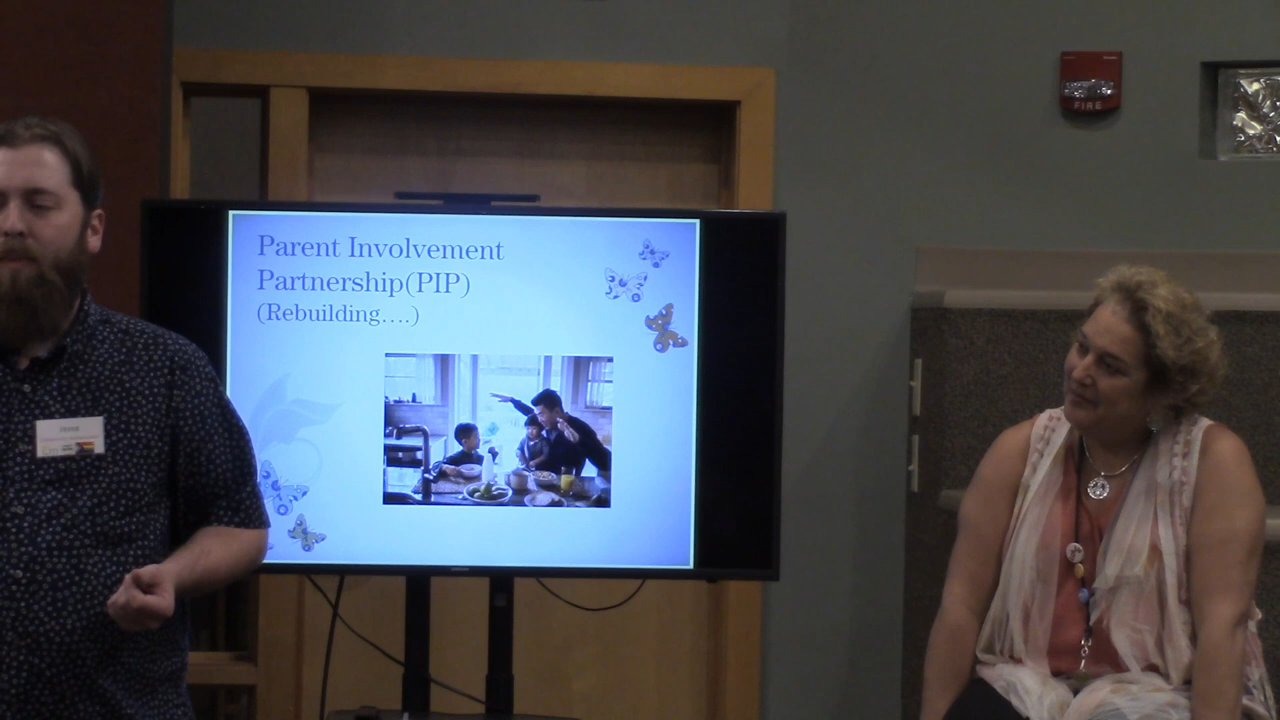 Parent Involvement
Partnership(PIP)
(Rebuilding....)
FIRE